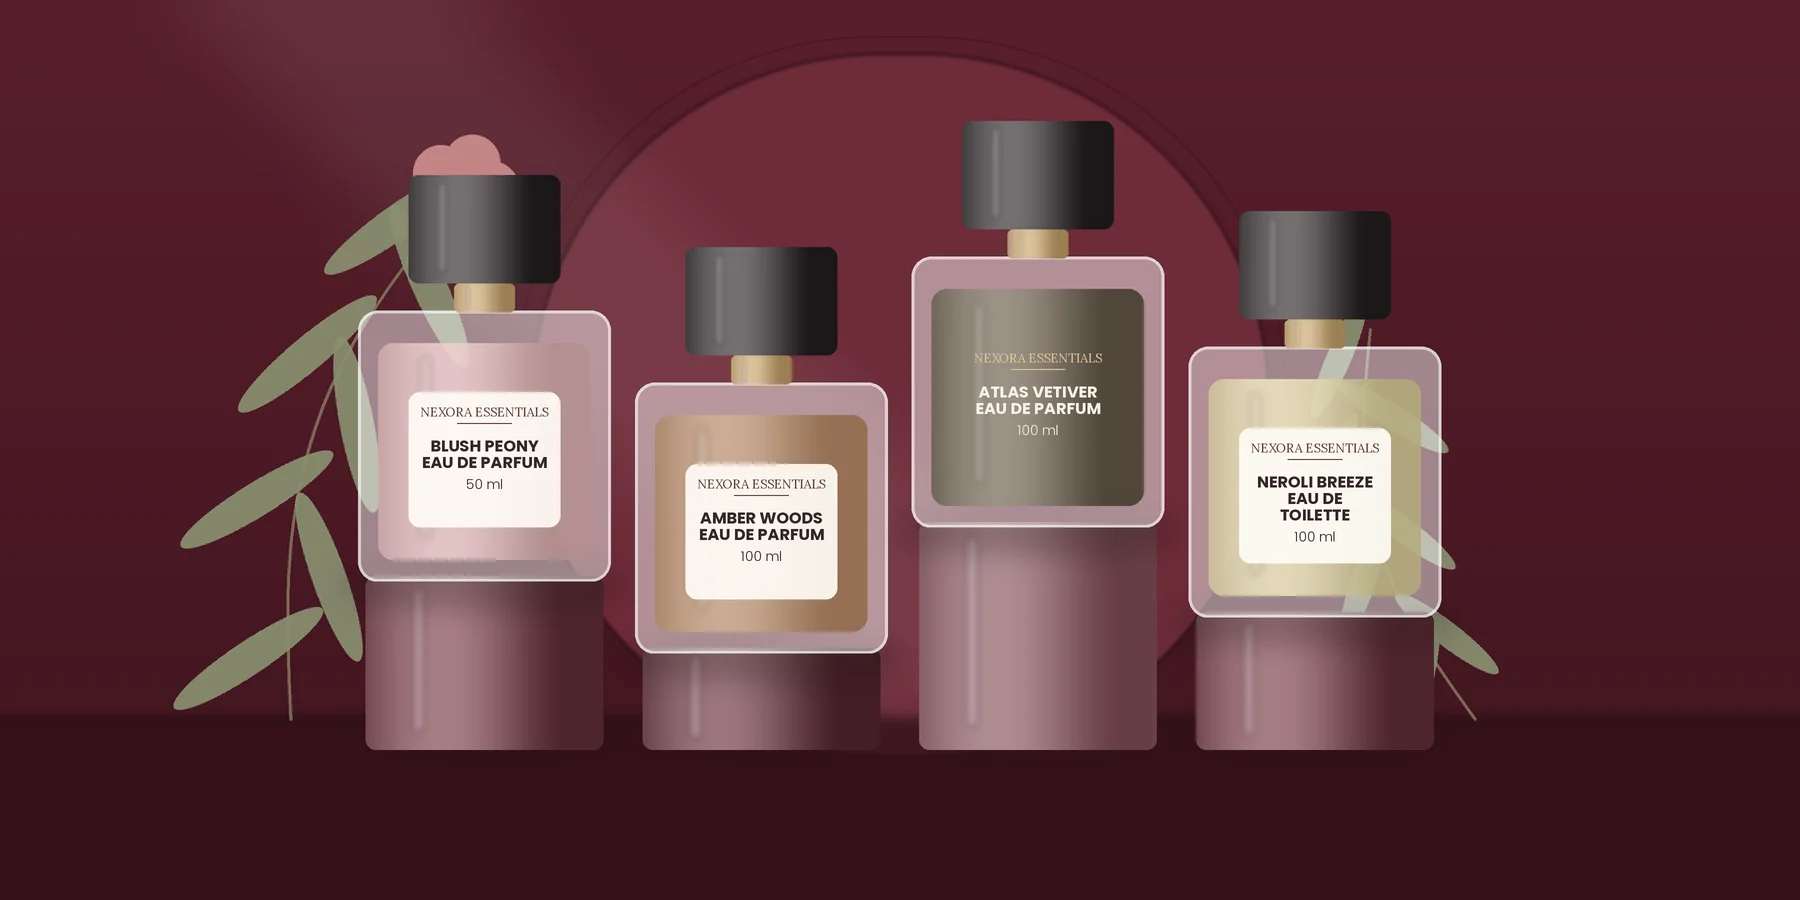 NEXORA ESSENTIALS
BLUSH PEONY
EAU DE PARFUM
50 ml
NEXORA ESSENTIALS
AMBER WOODS
EAU DE PARFUM
100 ml
NEXORA ESSENTIALS
ATLAS VETIVER
EAU DE PARFUM
100 ml
NEXORA ESSENTIALS
NEROLI BREEZE
EAU DE
TOILETTE
100 ml